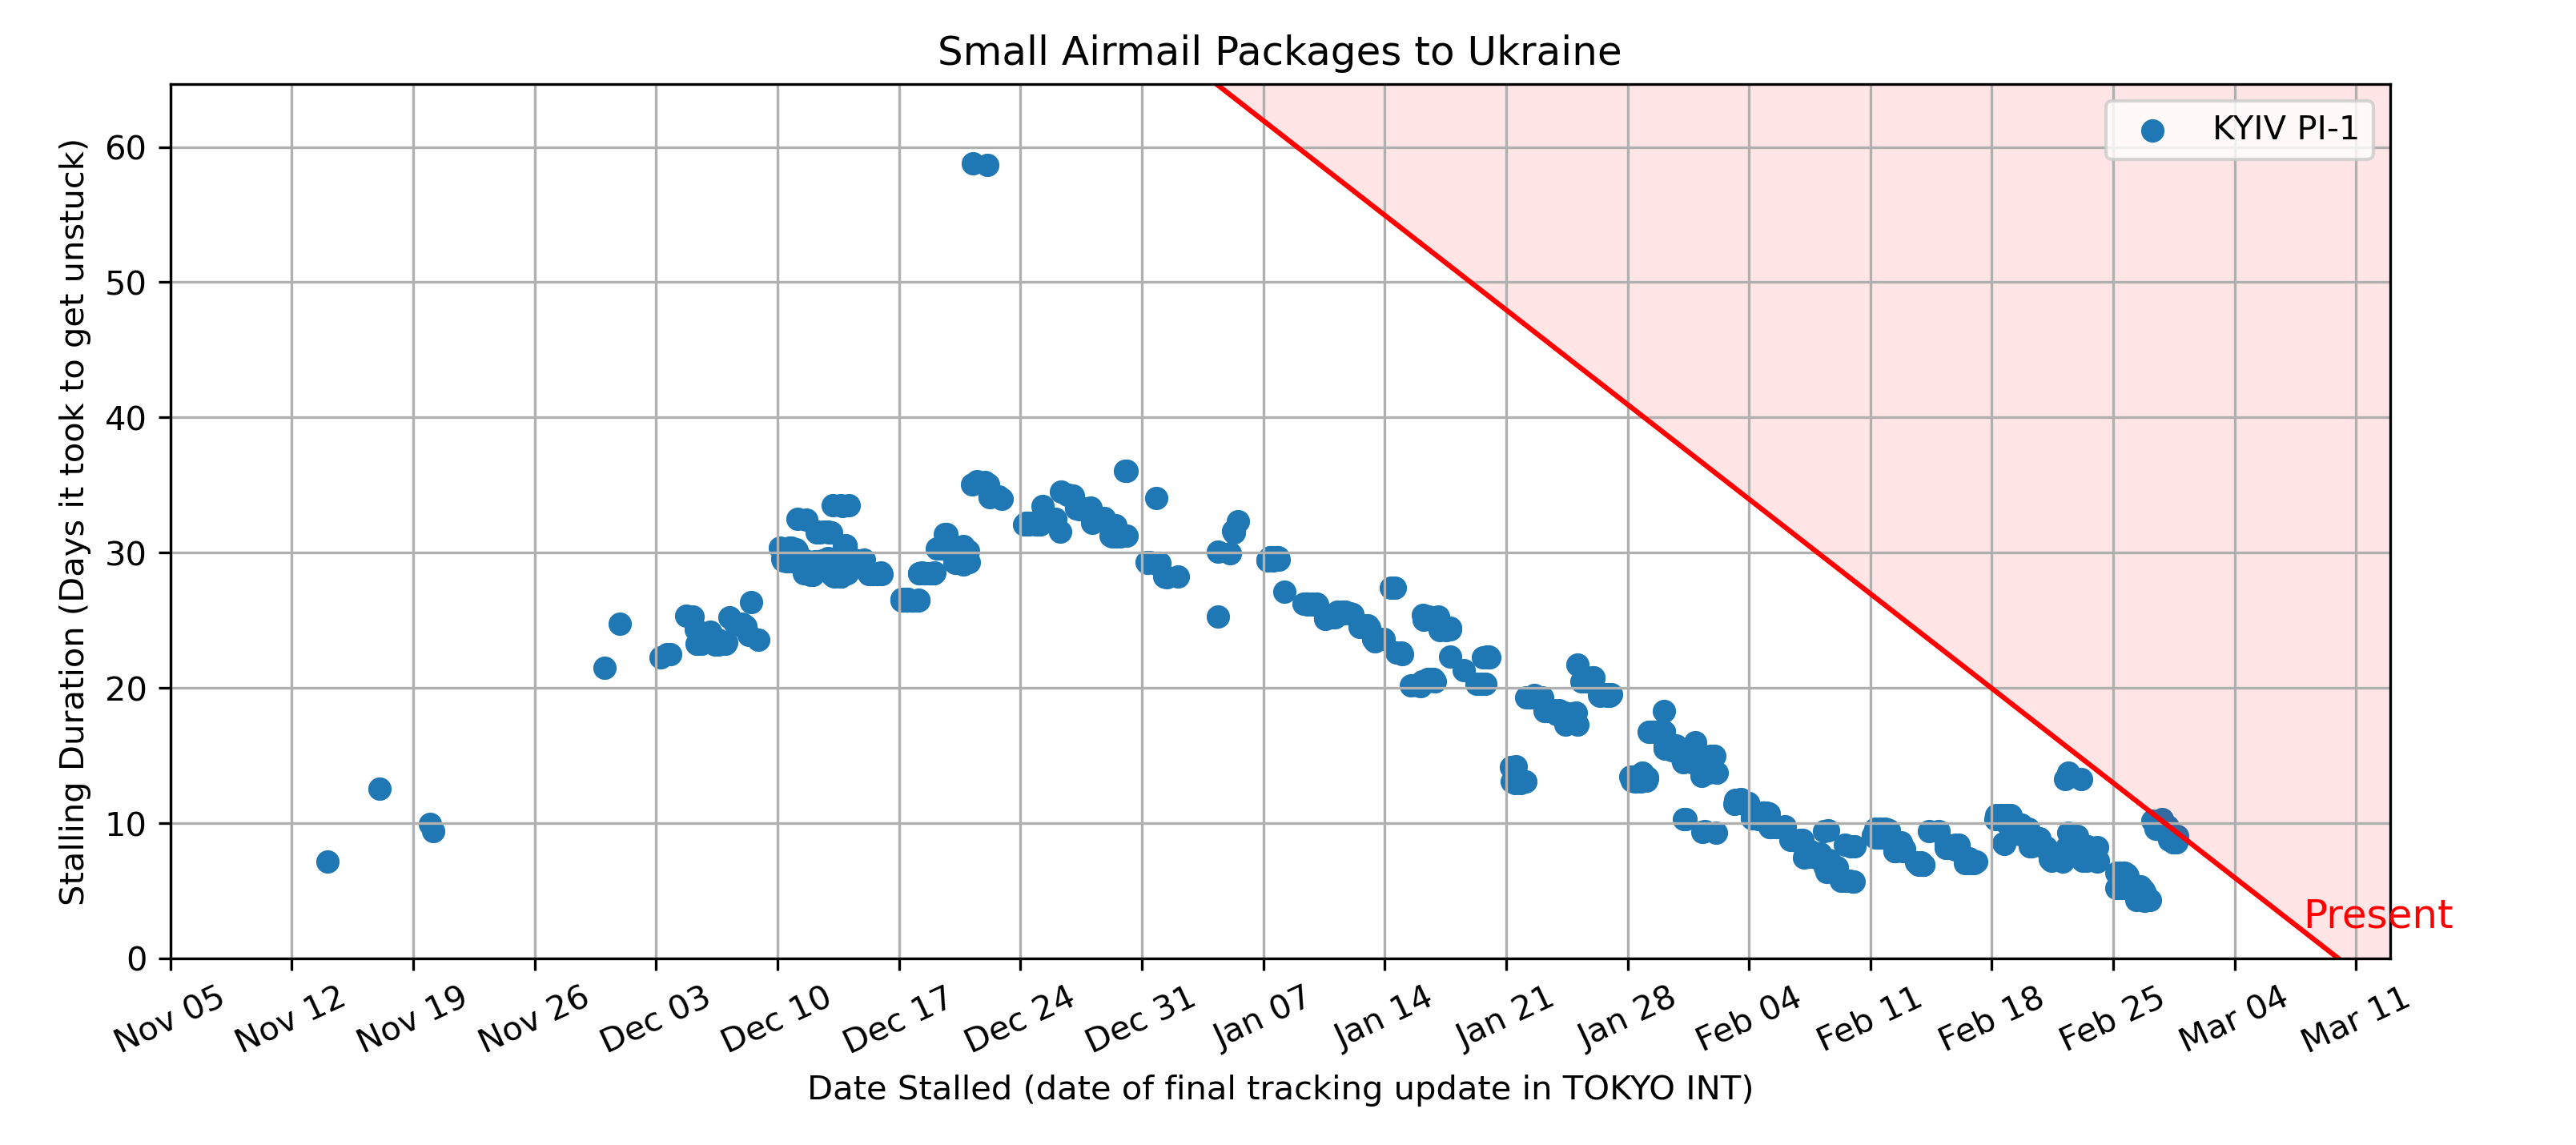 Small Airmail Packages to Ukraine
KYIV PI-1
Stalling Duration (Days it took to get unstuck)
60
50
40
30
20
10
0
Present
Nov 05
Nov 12
Nov 19
Nov 26
Dec 03
Dec 10
Dec 17
Dec 24
Dec 31
Jan 07
Jan 14
Jan 21
Jan 28
Feb 04
Feb 11
Feb 18
Feb 25
Mar 04
Mar 11
Date Stalled (date of final tracking update in TOKYO INT)